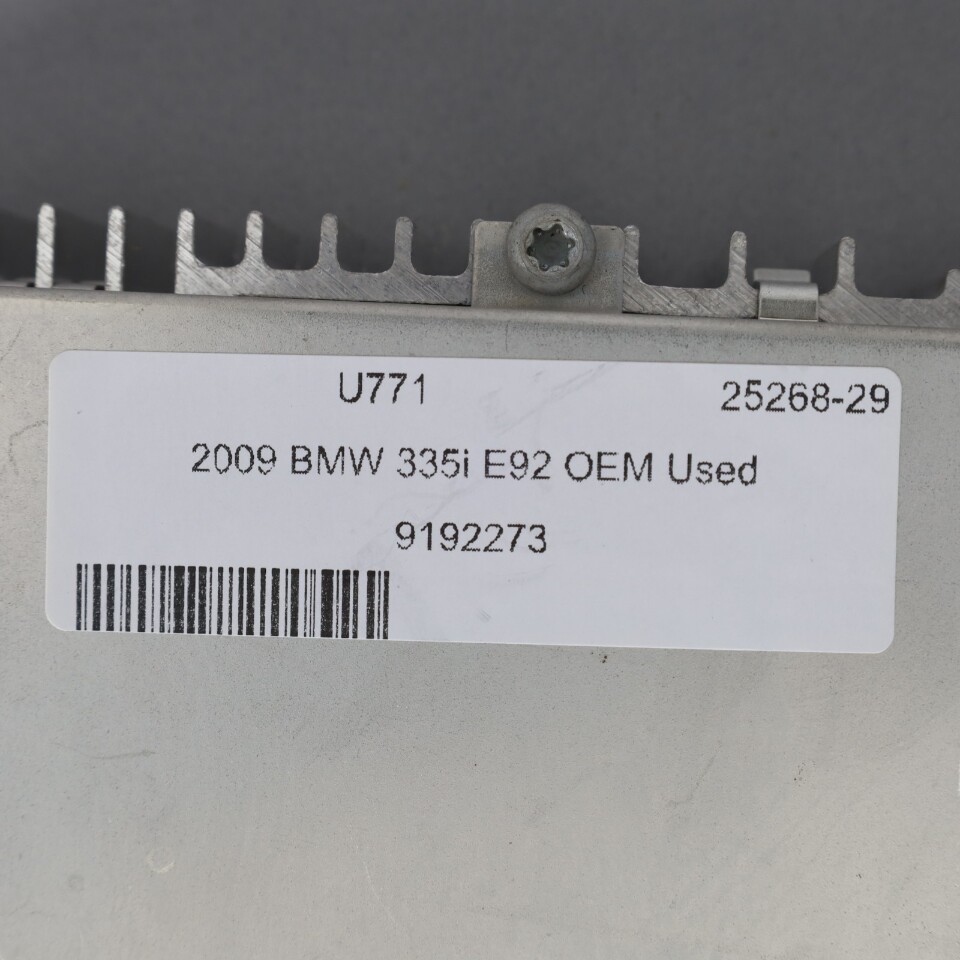 U771 25268-29
2009 BMW 335i E92 OEM Used
9192273